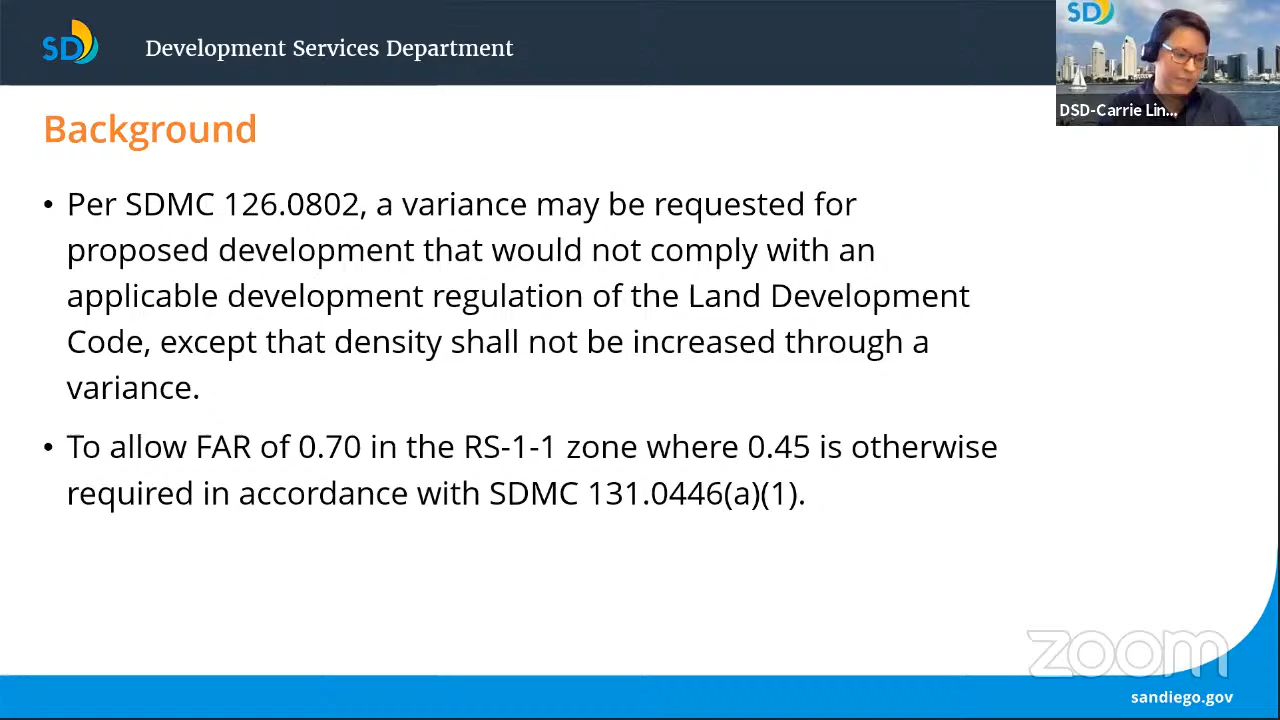 SD
Development Services Department
SD
DSD-Carrie Lin...
Background
• Per SDMC 126.0802, a variance may be requested for
proposed development that would not comply with an
applicable development regulation of the Land Development
Code, except that density shall not be increased through a
variance.
• To allow FAR of 0.70 in the RS-1-1 zone where 0.45 is otherwise
required in accordance with SDMC 131.0446(a)(1).
zoom
sandiego.gov